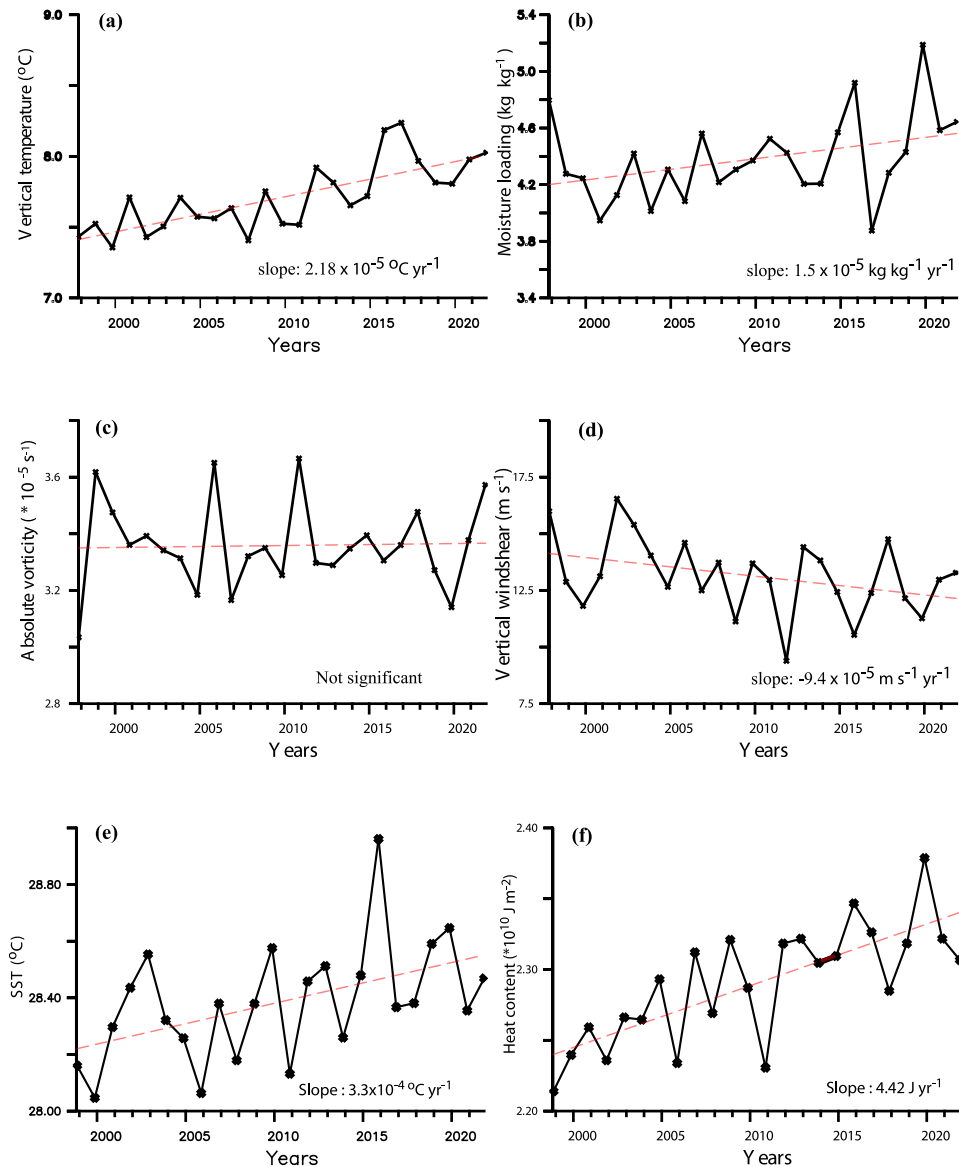 (a)
Vertical temperature (°C)
9.0
8.0
7.0
slope: 2.18 x 10⁻⁵ °C yr⁻¹
2000 2005 2010 2015 2020
Years
(b)
Moisture loading (kg kg⁻¹)
5.4
5.0
4.6
4.2
3.8
3.4
slope: 1.5 x 10⁻⁵ kg kg⁻¹ yr⁻¹
2000 2005 2010 2015 2020
Years
(c)
Absolute vorticity (* 10⁻⁵ s⁻¹)
3.6
3.2
2.8
Not significant
2000 2005 2010 2015 2020
Years
(d)
Vertical windshear (m s⁻¹)
17.5
12.5
7.5
slope: -9.4 x 10⁻⁵ m s⁻¹ yr⁻¹
2000 2005 2010 2015 2020
Years
(e)
SST (°C)
28.80
28.40
28.00
Slope : 3.3x10⁻⁴ °C yr⁻¹
2000 2005 2010 2015 2020
Years
(f)
Heat content (*10¹⁰ J m⁻²)
2.40
2.30
2.20
Slope : 4.42 J yr⁻¹
2000 2005 2010 2015 2020
Years